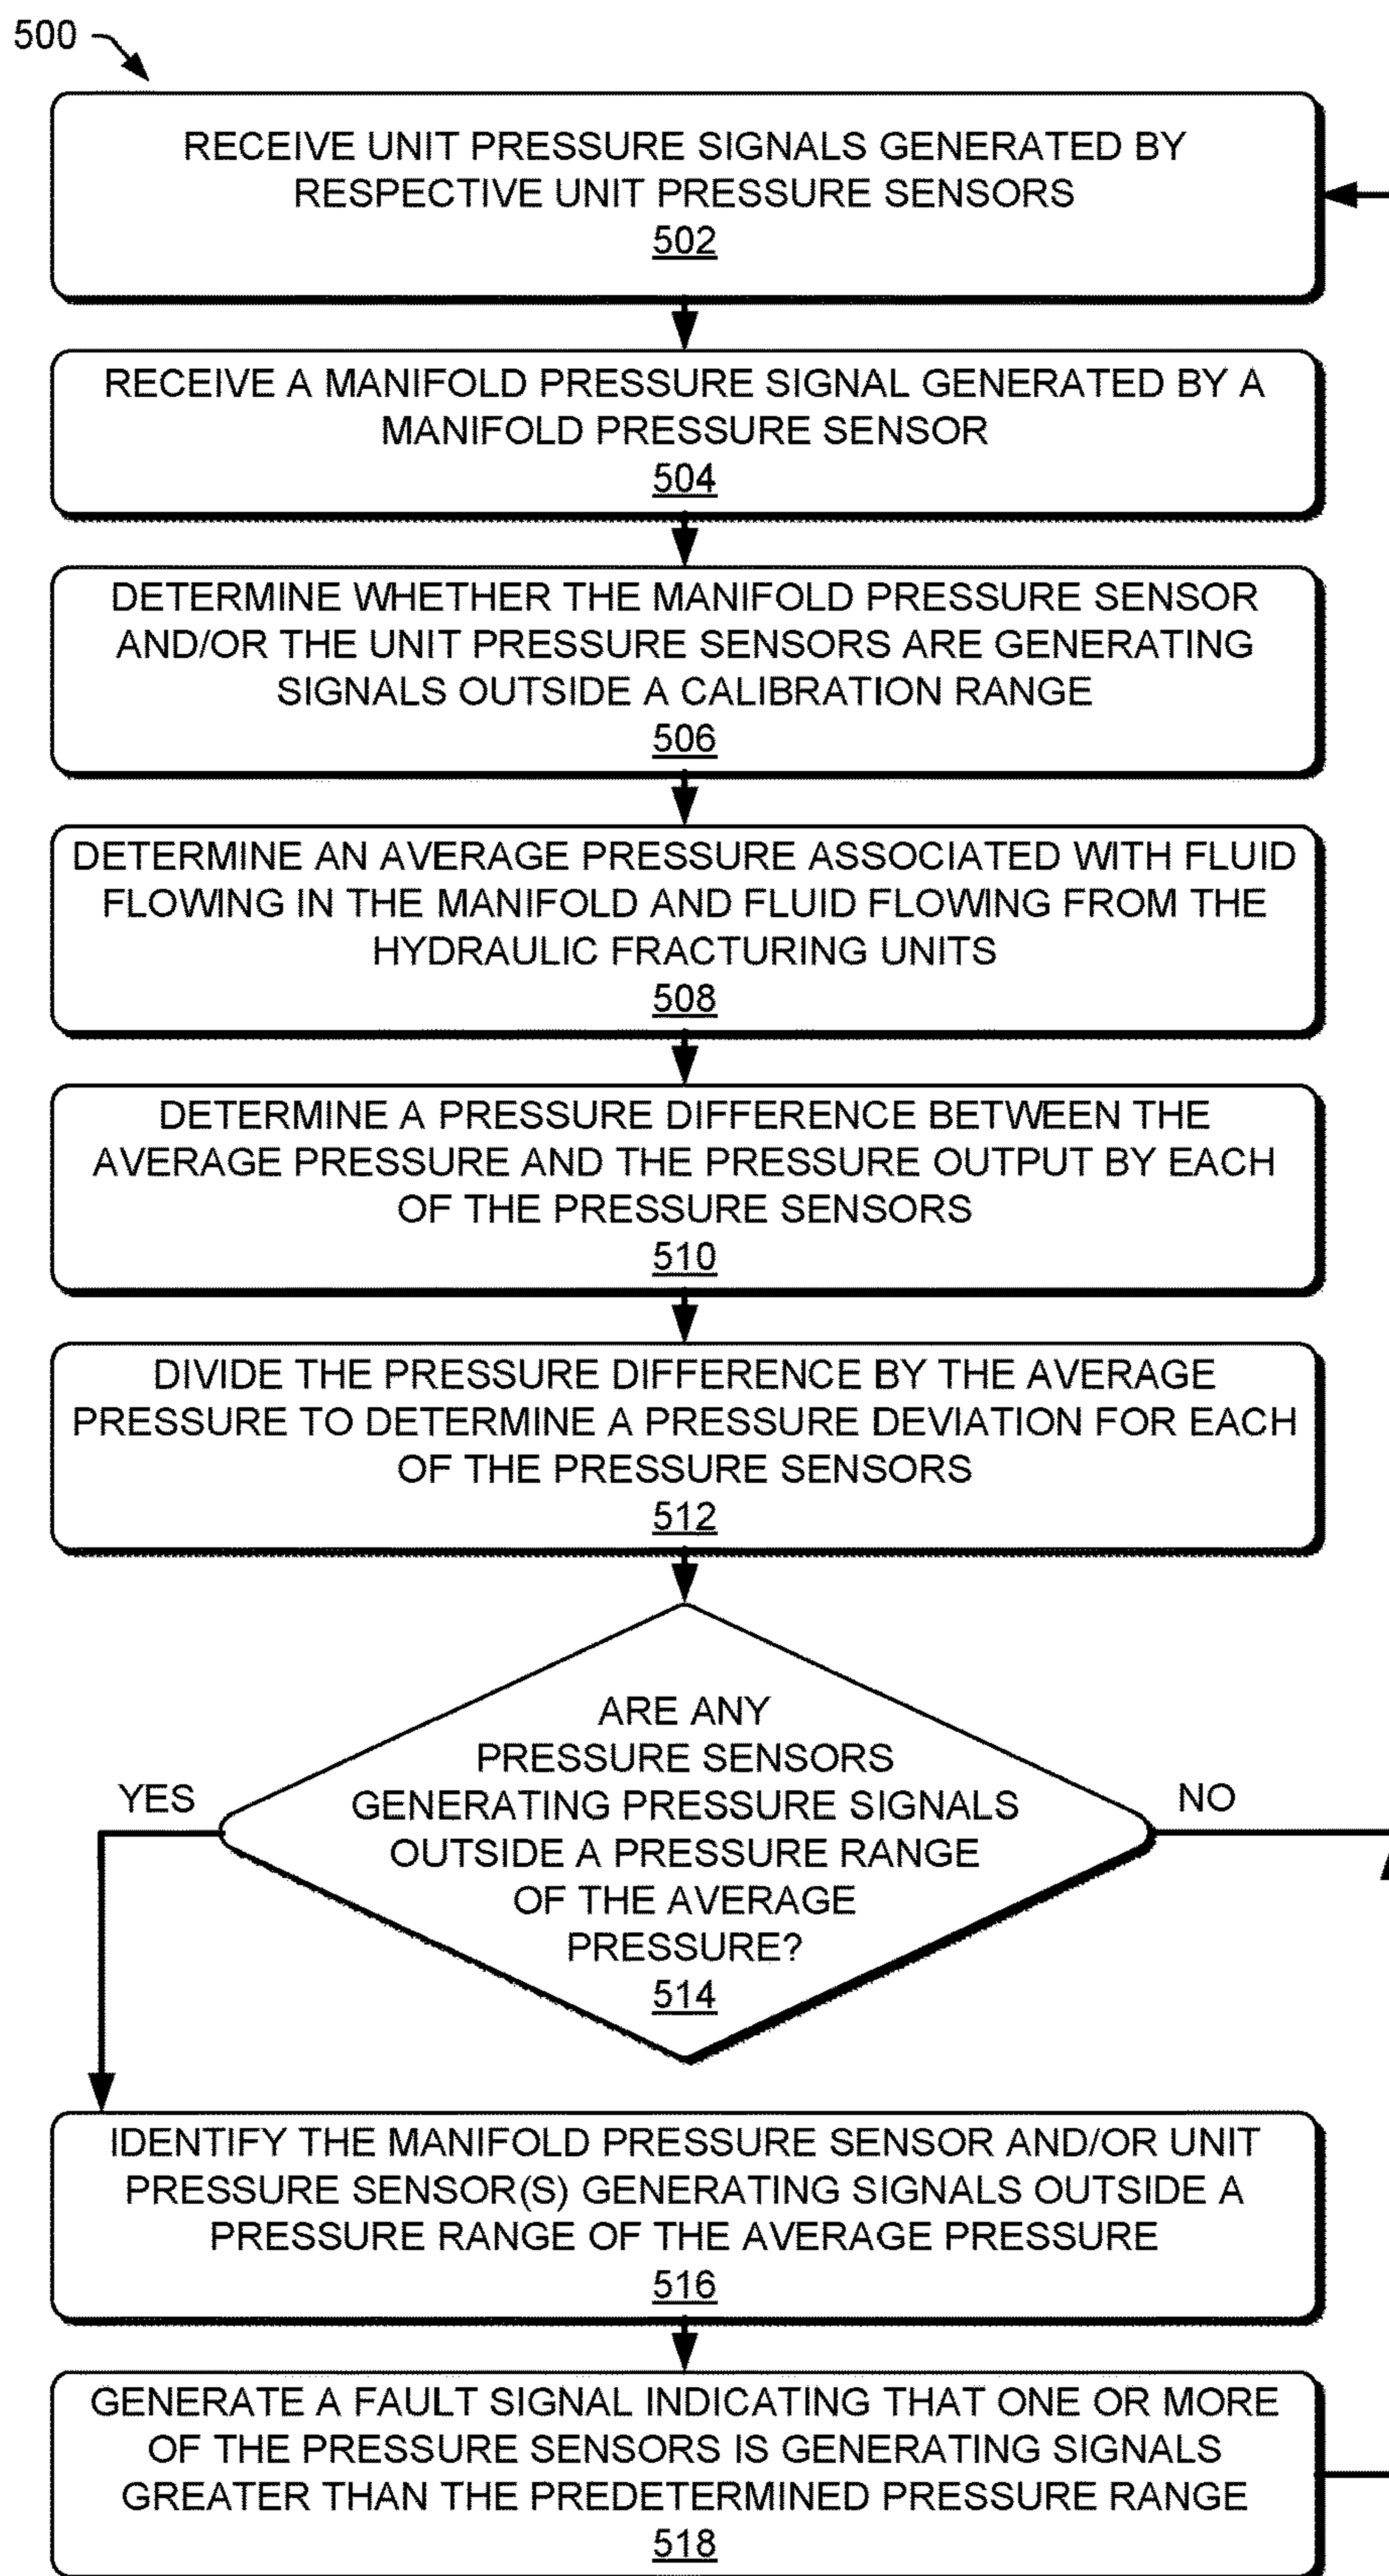 500
RECEIVE UNIT PRESSURE SIGNALS GENERATED BY
RESPECTIVE UNIT PRESSURE SENSORS
502
RECEIVE A MANIFOLD PRESSURE SIGNAL GENERATED BY A
MANIFOLD PRESSURE SENSOR
504
DETERMINE WHETHER THE MANIFOLD PRESSURE SENSOR
AND/OR THE UNIT PRESSURE SENSORS ARE GENERATING
SIGNALS OUTSIDE A CALIBRATION RANGE
506
DETERMINE AN AVERAGE PRESSURE ASSOCIATED WITH FLUID
FLOWING IN THE MANIFOLD AND FLUID FLOWING FROM THE
HYDRAULIC FRACTURING UNITS
508
DETERMINE A PRESSURE DIFFERENCE BETWEEN THE
AVERAGE PRESSURE AND THE PRESSURE OUTPUT BY EACH
OF THE PRESSURE SENSORS
510
DIVIDE THE PRESSURE DIFFERENCE BY THE AVERAGE
PRESSURE TO DETERMINE A PRESSURE DEVIATION FOR EACH
OF THE PRESSURE SENSORS
512
ARE ANY
PRESSURE SENSORS
GENERATING PRESSURE SIGNALS
OUTSIDE A PRESSURE RANGE
OF THE AVERAGE
PRESSURE?
514
YES
NO
IDENTIFY THE MANIFOLD PRESSURE SENSOR AND/OR UNIT
PRESSURE SENSOR(S) GENERATING SIGNALS OUTSIDE A
PRESSURE RANGE OF THE AVERAGE PRESSURE
516
GENERATE A FAULT SIGNAL INDICATING THAT ONE OR MORE
OF THE PRESSURE SENSORS IS GENERATING SIGNALS
GREATER THAN THE PREDETERMINED PRESSURE RANGE
518